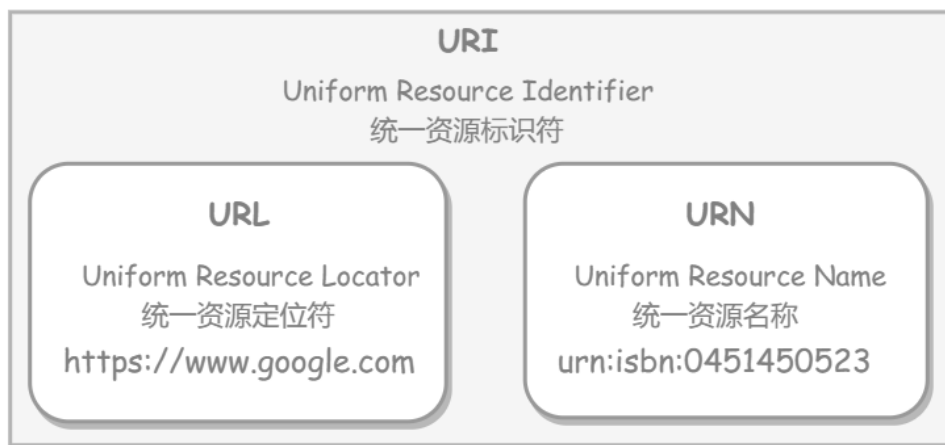 URI
Uniform Resource Identifier
统一资源标识符
URL
Uniform Resource Locator
统一资源定位符
https://www.google.com
URN
Uniform Resource Name
统一资源名称
urn:isbn:0451450523